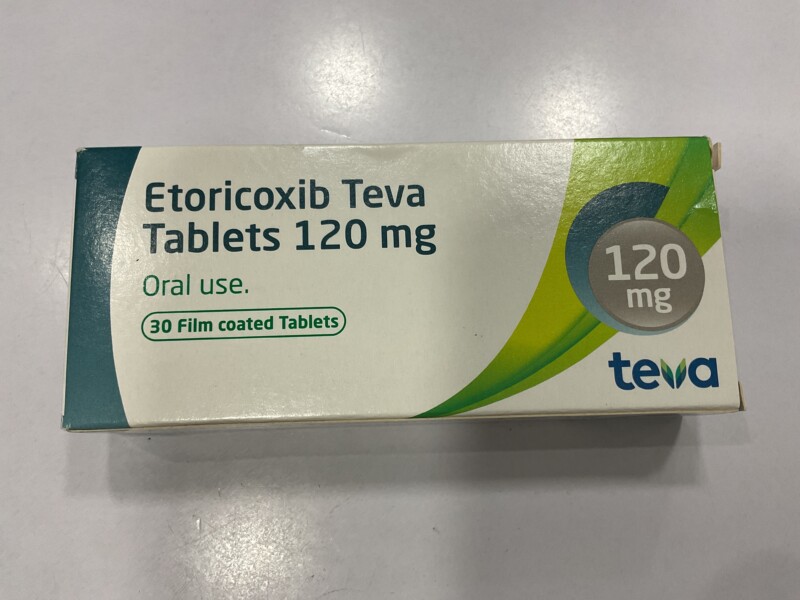 Etoricoxib Teva
Tablets 120 mg
Oral use.
30 Film coated Tablets
120
mg
teva